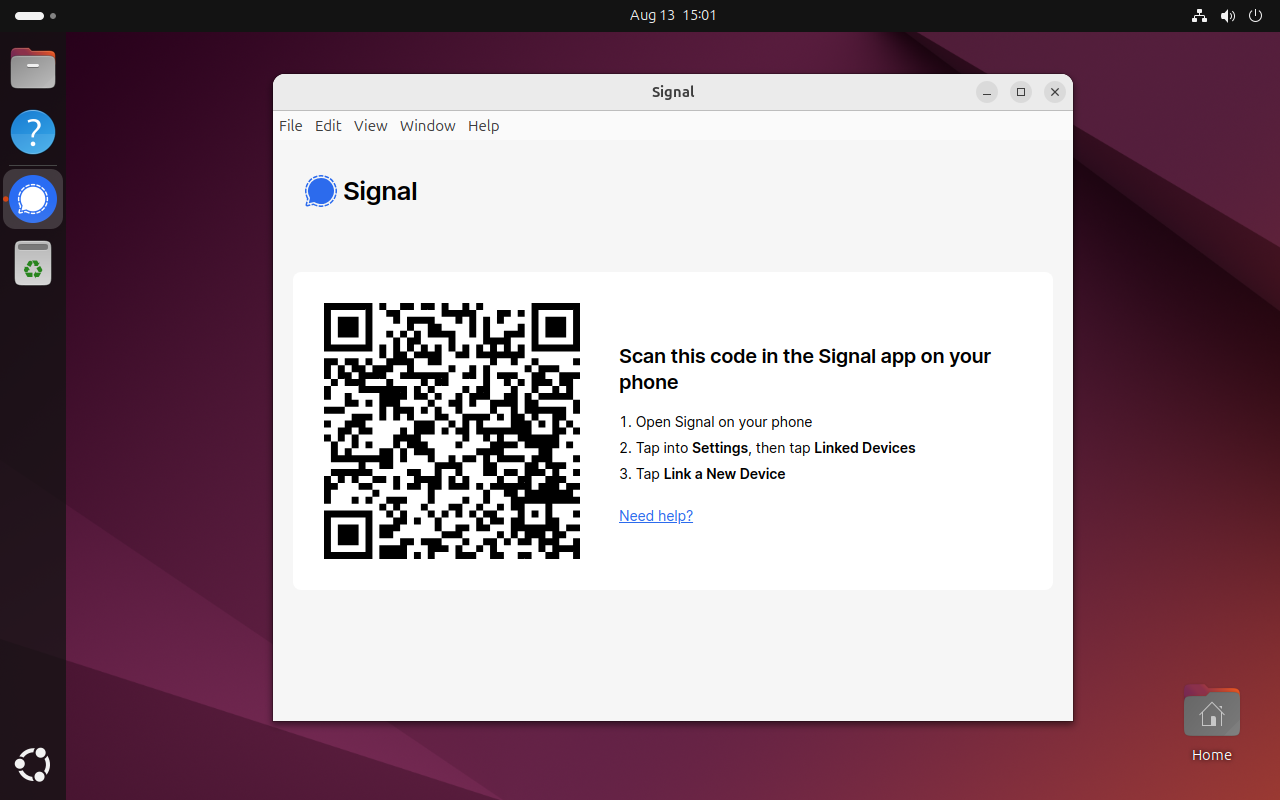 Aug 13 15:01
Signal
File Edit View Window Help
Signal
Scan this code in the Signal app on your
phone
1. Open Signal on your phone
2. Tap into Settings, then tap Linked Devices
3. Tap Link a New Device
Need help?
Home